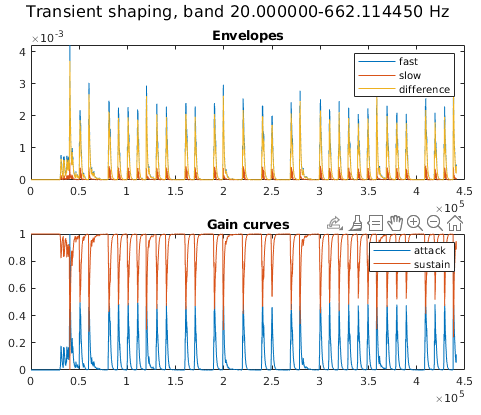 Transient shaping, band 20.000000-662.114450 Hz
×10⁻³
Envelopes
4
3
2
1
0
fast
slow
difference
0 0.5 1 1.5 2 2.5 3 3.5 4 4.5
×10⁵
Gain curves
1
0.8
0.6
0.4
0.2
0
attack
sustain
0 0.5 1 1.5 2 2.5 3 3.5 4 4.5
×10⁵